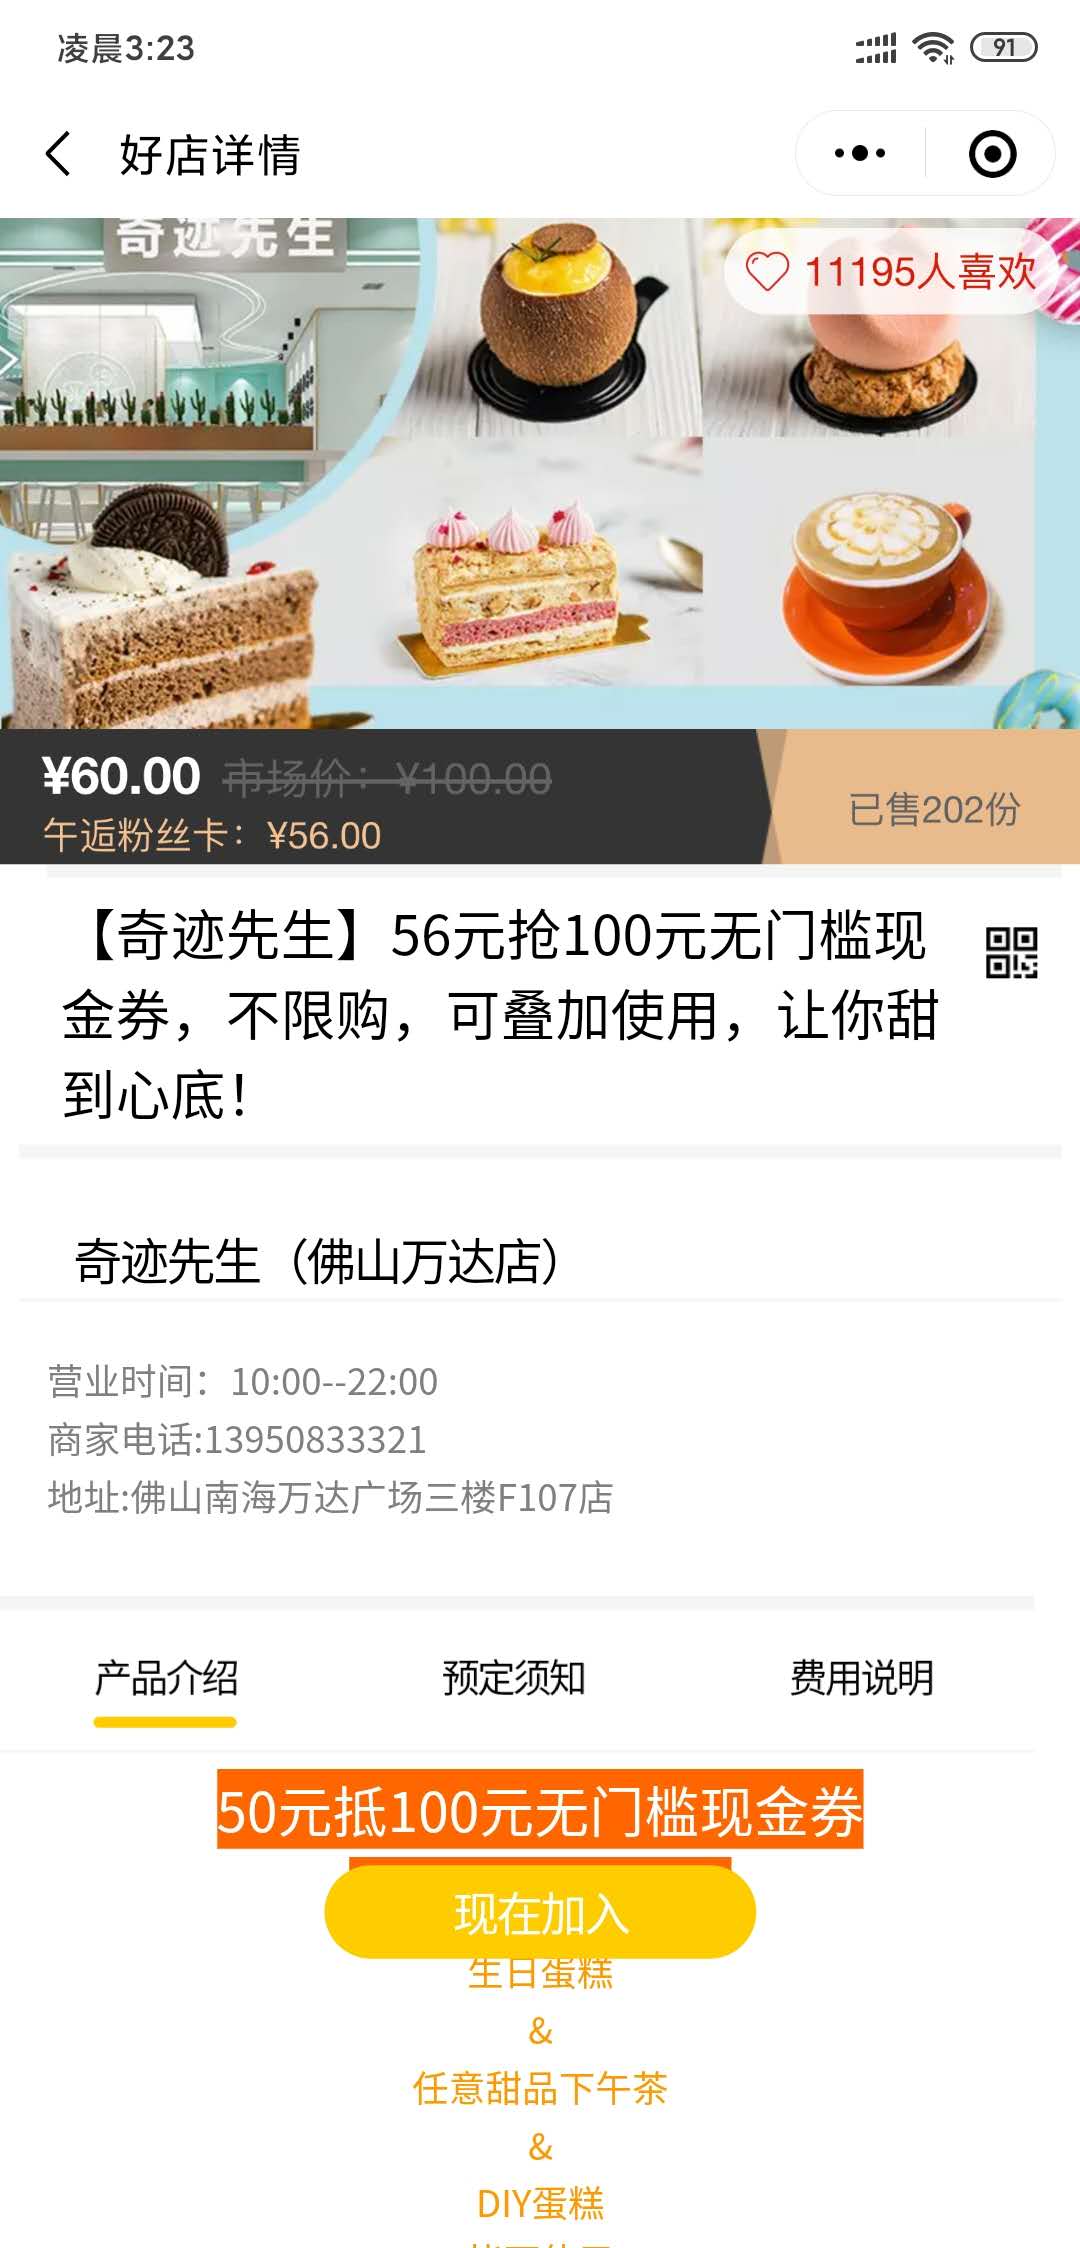 凌晨3:23
91
好店详情
奇迹先生
11195人喜欢
¥60.00 市场价：¥100.00
午逅粉丝卡：¥56.00
已售202份
【奇迹先生】56元抢100元无门槛现
金券，不限购，可叠加使用，让你甜
到心底！
奇迹先生（佛山万达店）
营业时间：10:00--22:00
商家电话:13950833321
地址:佛山南海万达广场三楼F107店
产品介绍 预定须知 费用说明
50元抵100元无门槛现金券
现在加入
生日蛋糕
&
任意甜品下午茶
&
DIY蛋糕